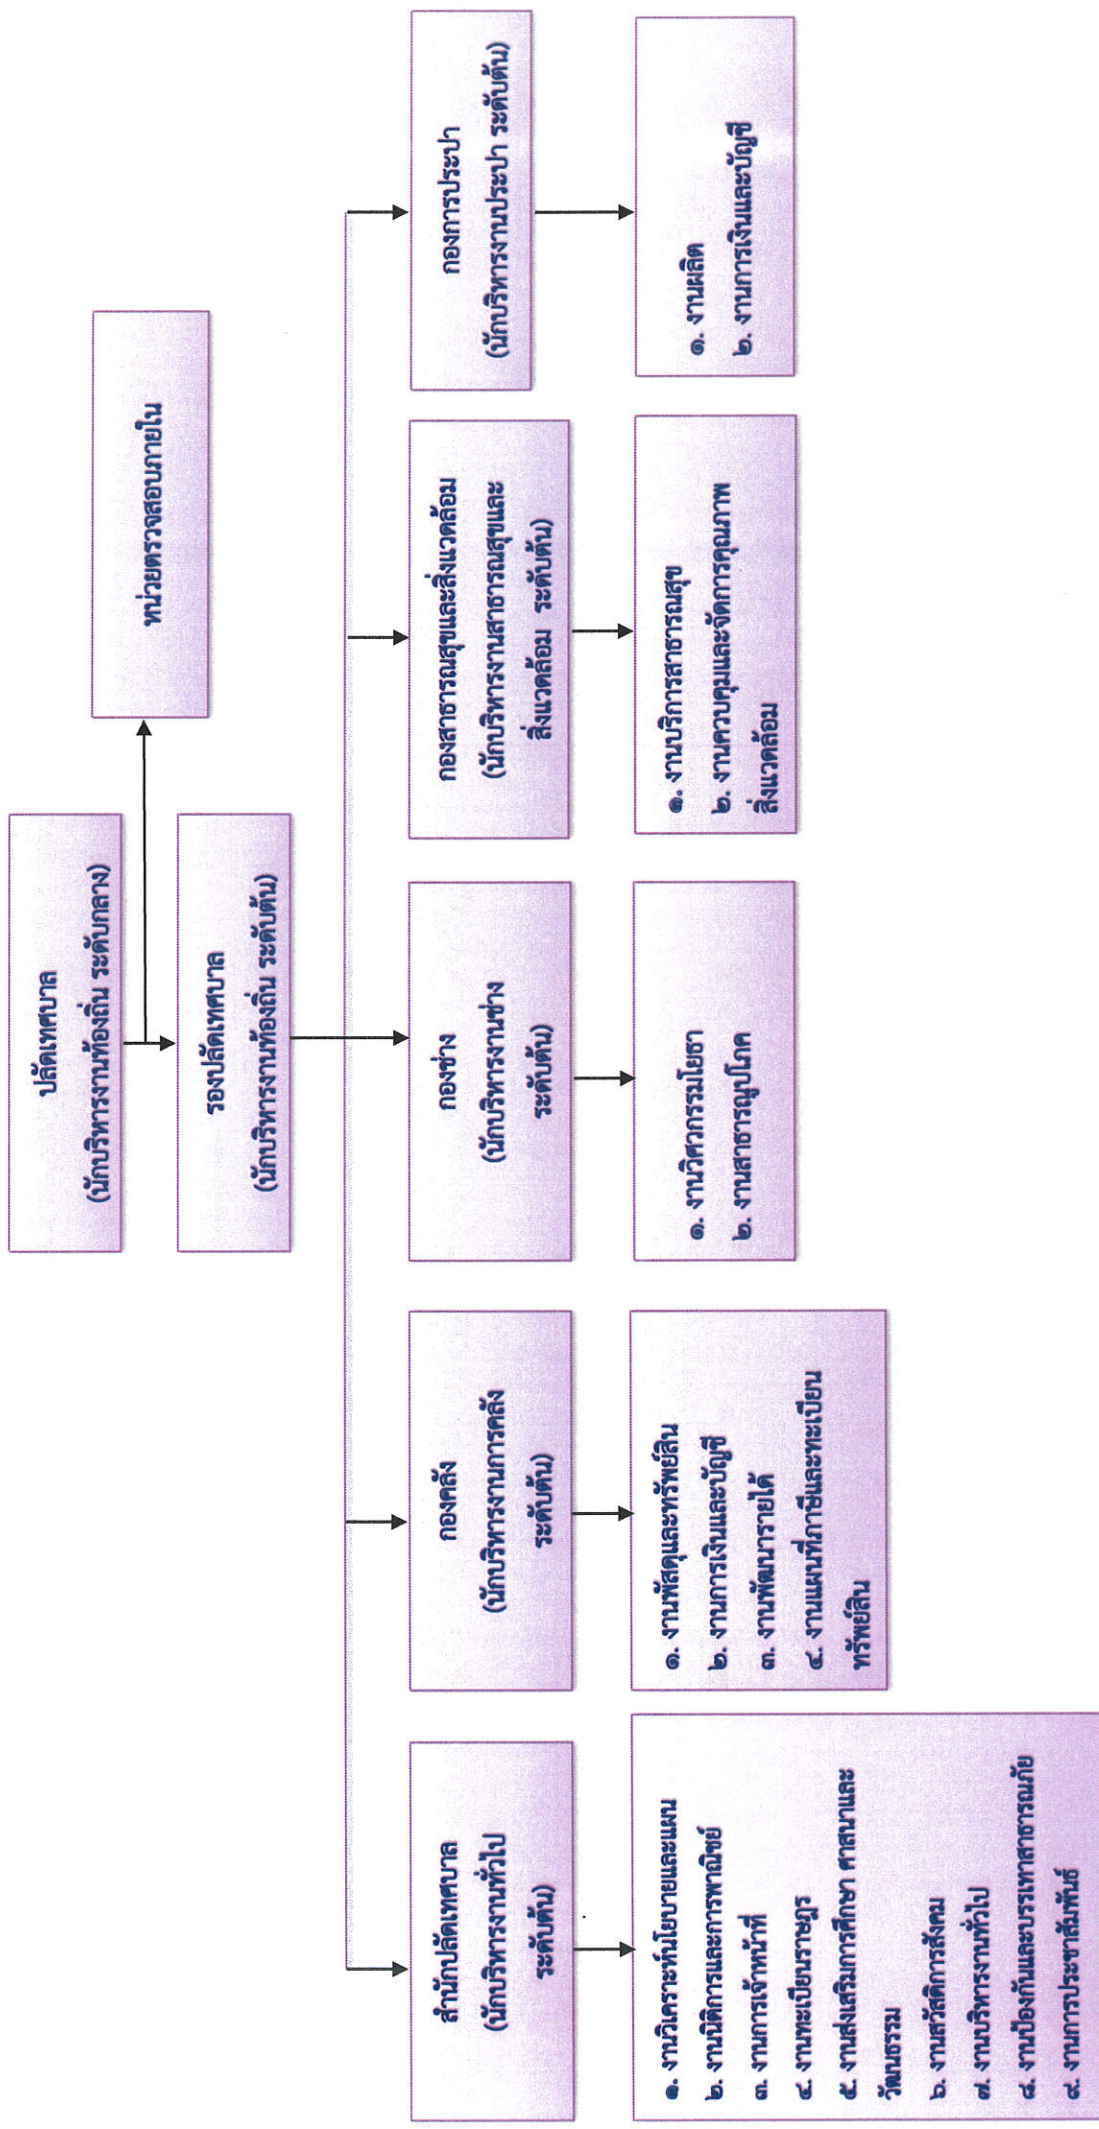 ปลัดเทศบาล
(นักบริหารงานท้องถิ่น ระดับกลาง)
หน่วยตรวจสอบภายใน
รองปลัดเทศบาล
(นักบริหารงานท้องถิ่น ระดับต้น)
สำนักปลัดเทศบาล
(นักบริหารงานทั่วไป
ระดับต้น)
กองคลัง
(นักบริหารงานการคลัง
ระดับต้น)
กองช่าง
(นักบริหารงานช่าง
ระดับต้น)
กองสาธารณสุขและสิ่งแวดล้อม
(นักบริหารงานสาธารณสุขและ
สิ่งแวดล้อม ระดับต้น)
กองการประปา
(นักบริหารงานประปา ระดับต้น)
๑. งานวิเคราะห์นโยบายและแผน
๒. งานนิติการและการพาณิชย์
๓. งานการเจ้าหน้าที่
๔. งานทะเบียนราษฎร
๕. งานส่งเสริมการศึกษา ศาสนาและ
วัฒนธรรม
๖. งานสวัสดิการสังคม
๗. งานบริหารงานทั่วไป
๘. งานป้องกันและบรรเทาสาธารณภัย
๙. งานการประชาสัมพันธ์
๑. งานพัสดุและทรัพย์สิน
๒. งานการเงินและบัญชี
๓. งานพัฒนารายได้
๔. งานแผนที่ภาษีและทะเบียน
ทรัพย์สิน
๑. งานวิศวกรรมโยธา
๒. งานสาธารณูปโภค
๑. งานบริการสาธารณสุข
๒. งานควบคุมและจัดการคุณภาพ
สิ่งแวดล้อม
๑. งานผลิต
๒. งานการเงินและบัญชี